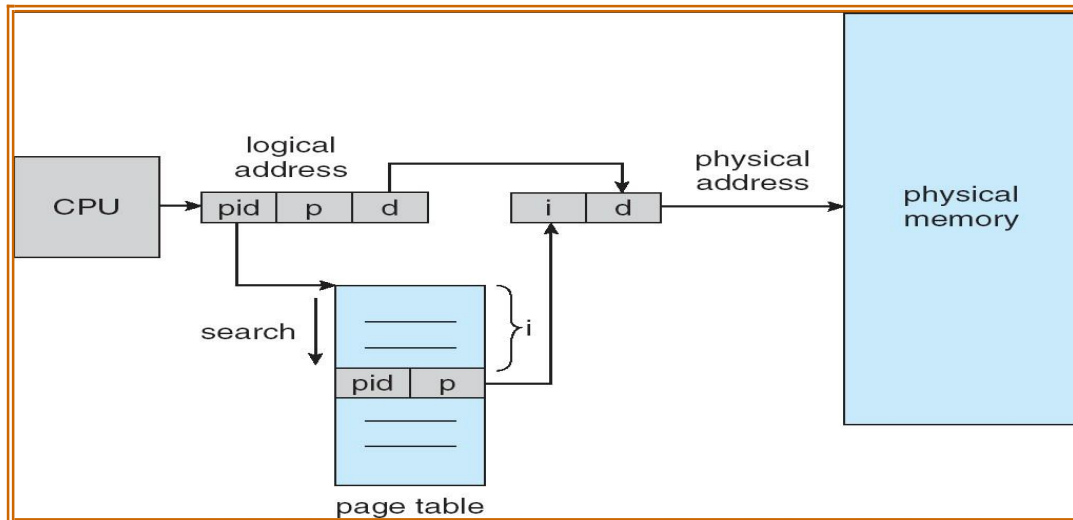 logical
address
physical
address
CPU
pid p d
i d
physical
memory
search
i
pid p
page table